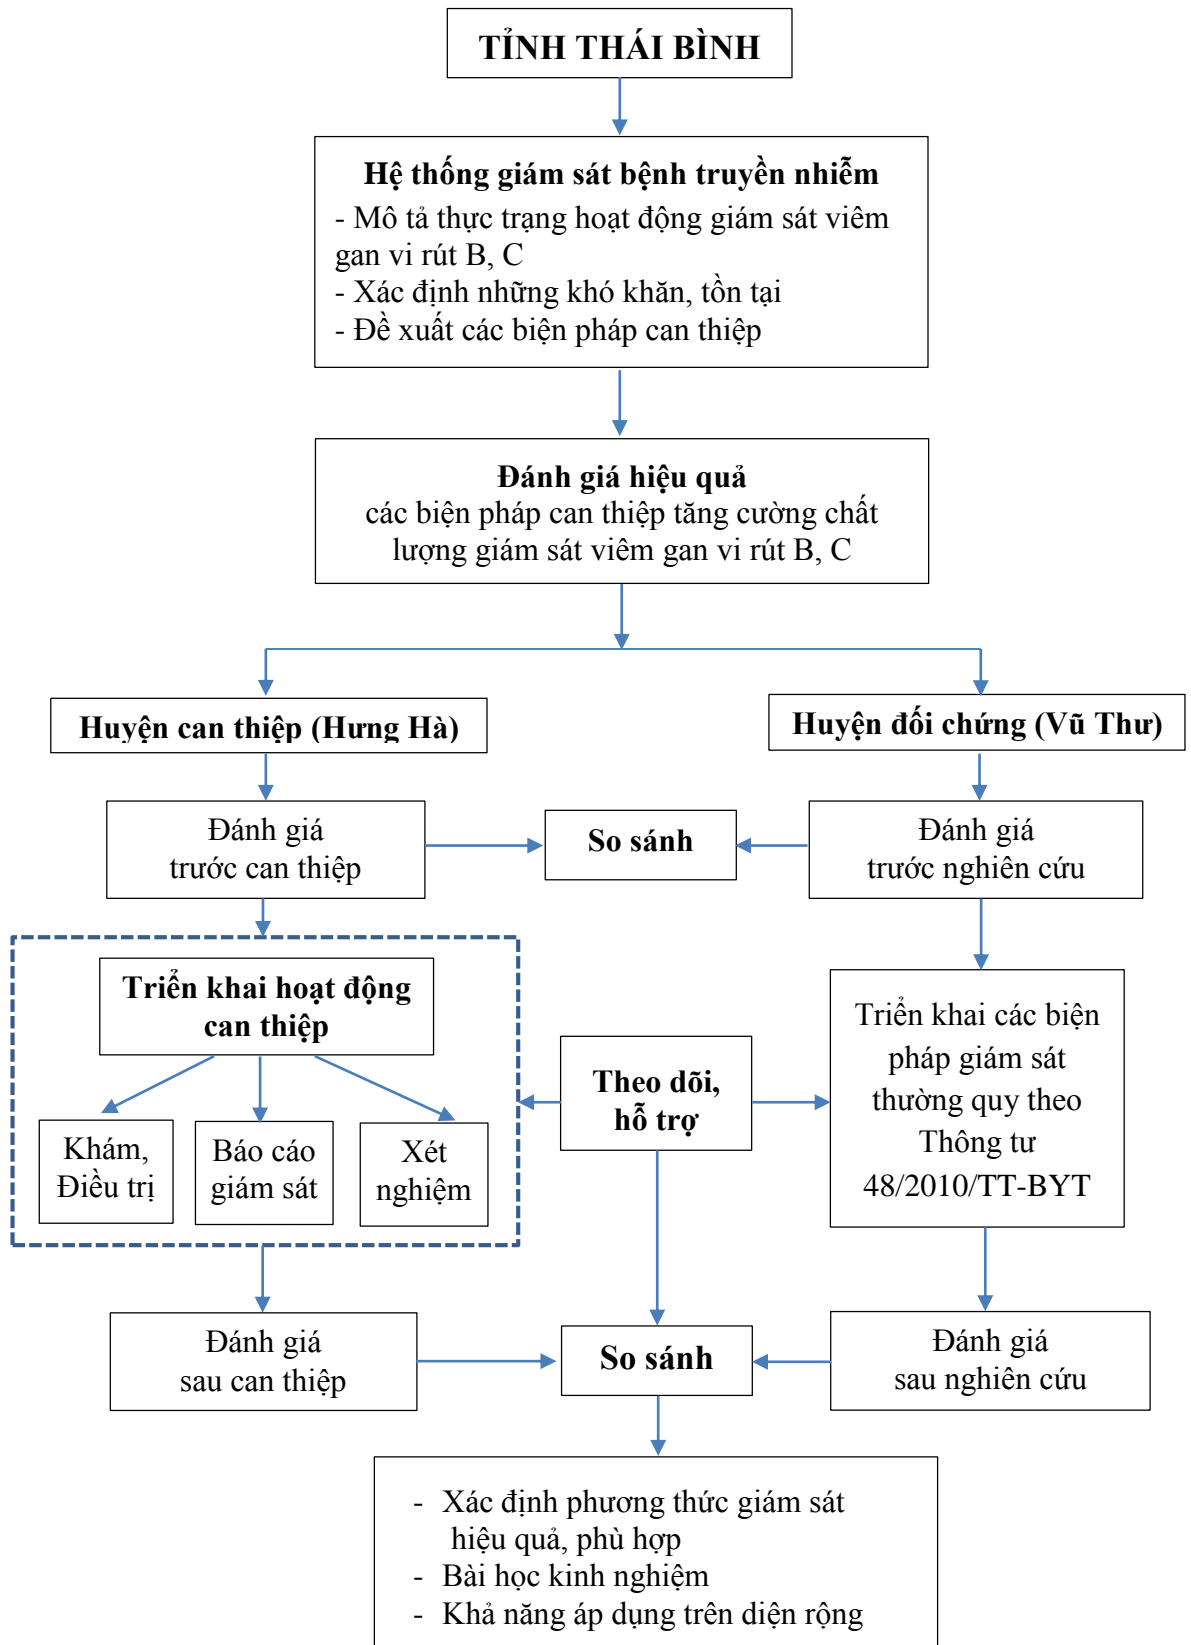 TỈNH THÁI BÌNH
Hệ thống giám sát bệnh truyền nhiễm
- Mô tả thực trạng hoạt động giám sát viêm
gan vi rút B, C
- Xác định những khó khăn, tồn tại
- Đề xuất các biện pháp can thiệp
Đánh giá hiệu quả
các biện pháp can thiệp tăng cường chất
lượng giám sát viêm gan vi rút B, C
Huyện can thiệp (Hưng Hà)
Huyện đối chứng (Vũ Thư)
Đánh giá
trước can thiệp
So sánh
Đánh giá
trước nghiên cứu
Triển khai hoạt động
can thiệp
Khám,
Điều trị
Báo cáo
giám sát
Xét
nghiệm
Theo dõi,
hỗ trợ
Triển khai các biện
pháp giám sát
thường quy theo
Thông tư
48/2010/TT-BYT
Đánh giá
sau can thiệp
So sánh
Đánh giá
sau nghiên cứu
- Xác định phương thức giám sát
hiệu quả, phù hợp
- Bài học kinh nghiệm
- Khả năng áp dụng trên diện rộng